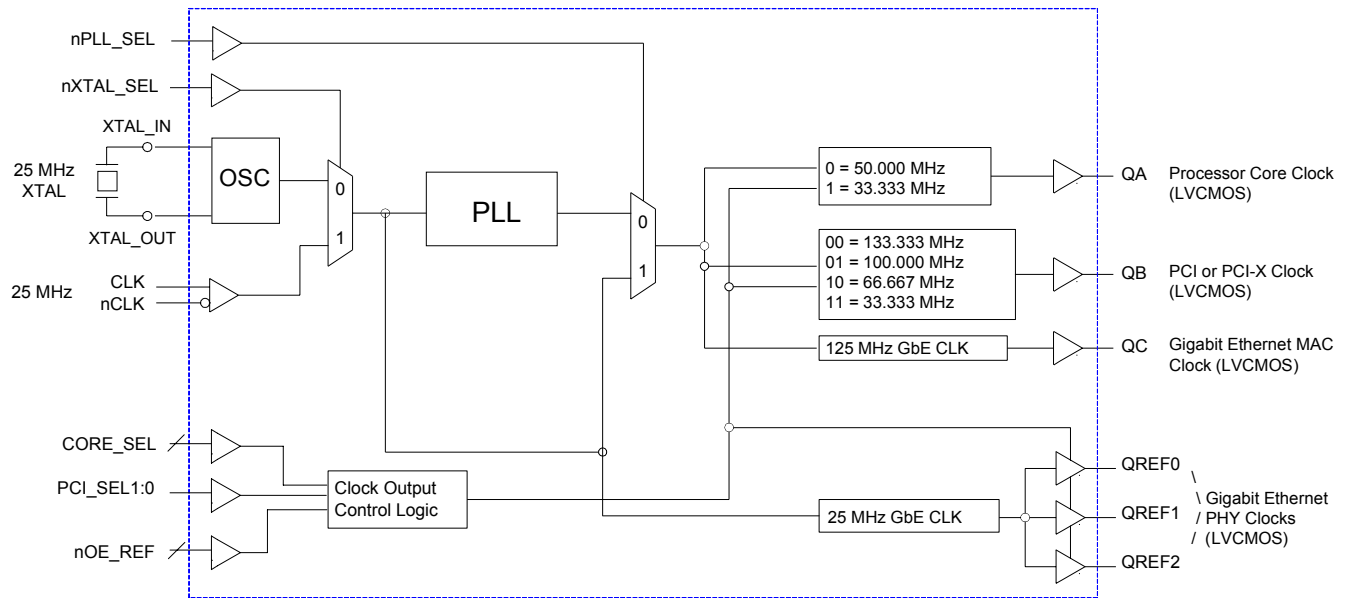 nPLL_SEL
nXTAL_SEL
XTAL_IN
25 MHz
XTAL
XTAL_OUT
OSC
0
1
CLK
nCLK
25 MHz
PLL
0
1
0 = 50.000 MHz
1 = 33.333 MHz
QA
Processor Core Clock
(LVCMOS)
00 = 133.333 MHz
01 = 100.000 MHz
10 = 66.667 MHz
11 = 33.333 MHz
QB
PCI or PCI-X Clock
(LVCMOS)
125 MHz GbE CLK
QC
Gigabit Ethernet MAC
Clock (LVCMOS)
CORE_SEL
PCI_SEL1:0
nOE_REF
Clock Output
Control Logic
25 MHz GbE CLK
QREF0
QREF1
QREF2
\
\ Gigabit Ethernet
/ PHY Clocks
/ (LVCMOS)